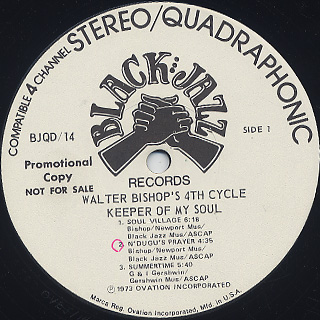 COMPATIBLE 4 CHANNEL STEREO/QUADRAPHONIC
BLACK JAZZ
BJQD/14
SIDE 1
Promotional
Copy
NOT FOR SALE
RECORDS
WALTER BISHOP'S 4TH CYCLE
KEEPER OF MY SOUL
1. SOUL VILLAGE 6:16
Bishop/Newport Mus/
Black Jazz Mus/ASCAP
2. N'DUGU'S PRAYER 4:35
Bishop/Newport Mus/
Black Jazz Mus/ASCAP
3. SUMMERTIME 5:40
G & I Gershwin/
Gershwin Mus/ASCAP
℗ 1973 OVATION INCORPORATED
Marca Reg. Ovation Incorporated, Mfd. in U.S.A.